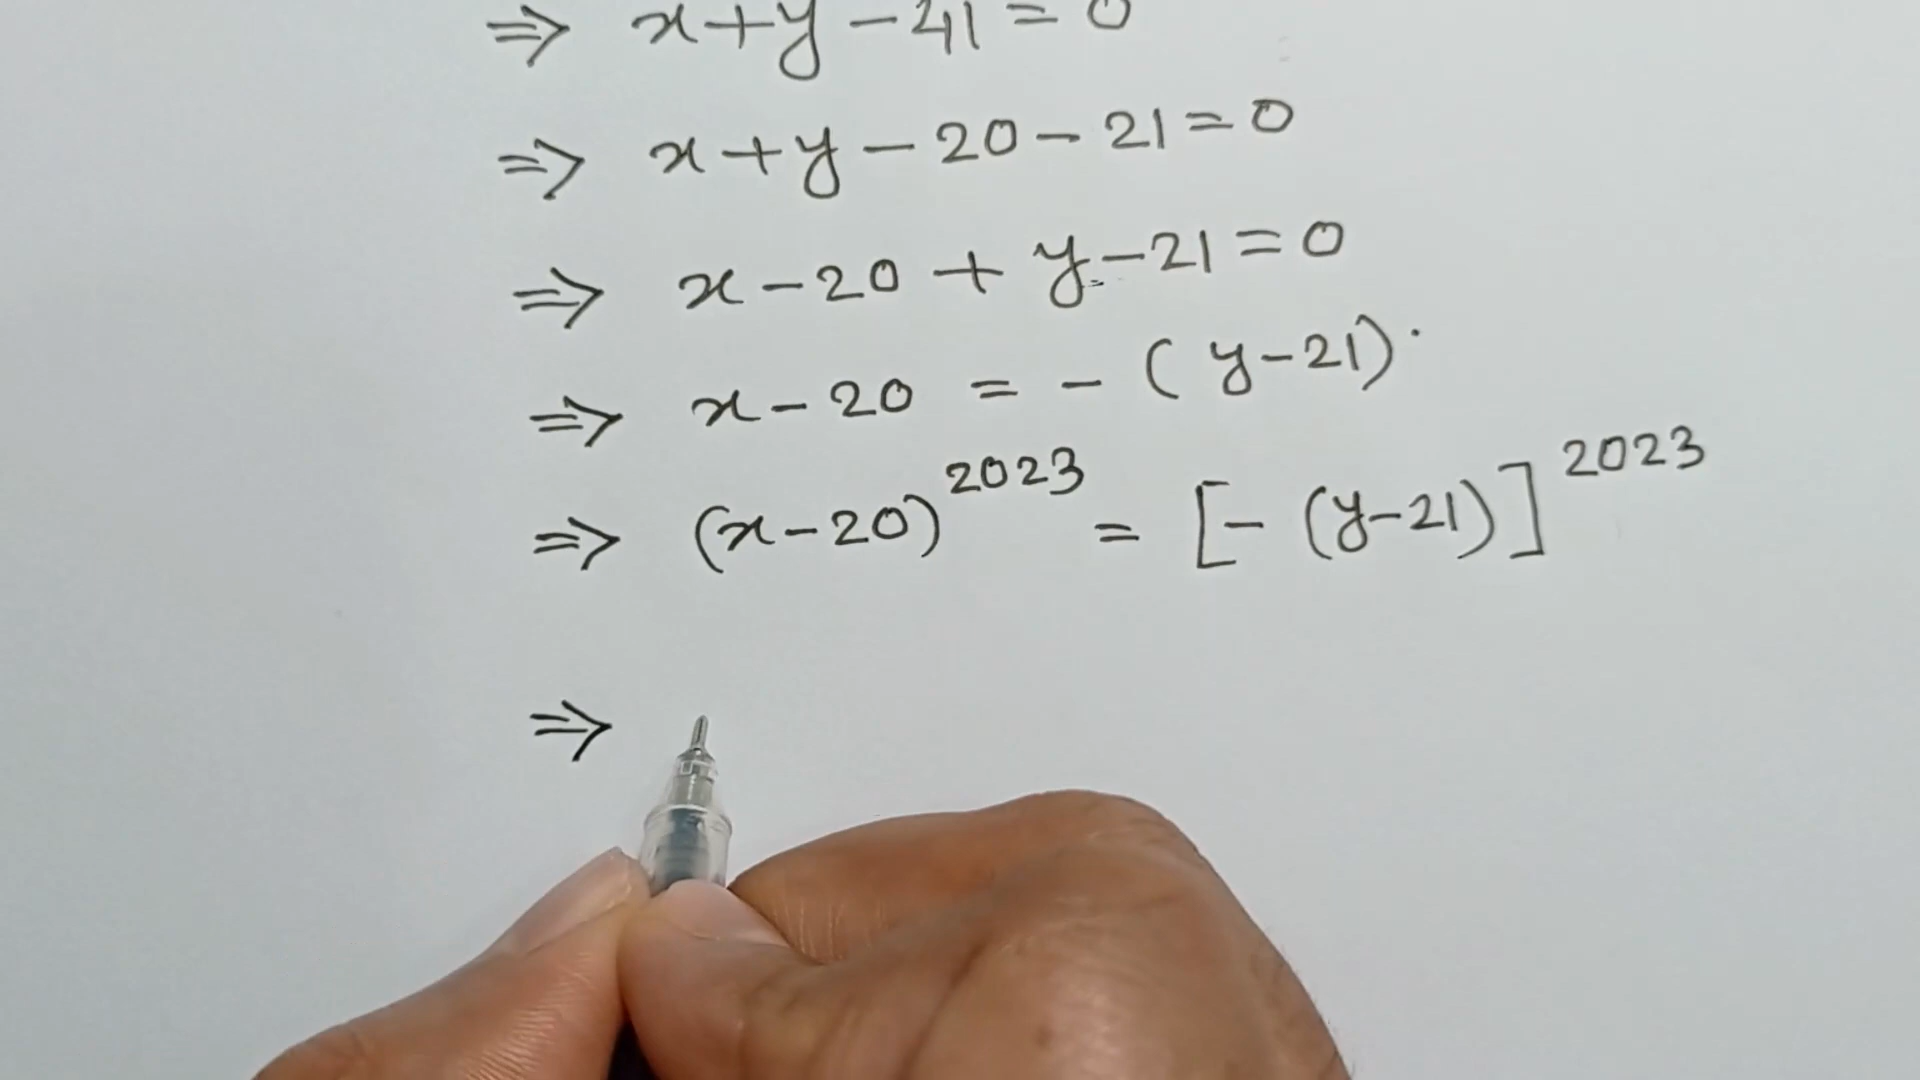 ⇒ x+y-41=0
⇒ x+y-20-21=0
⇒ x-20+y-21=0
⇒ x-20 = -(y-21).
⇒ (x-20)^2023 = [-(y-21)]^2023
⇒